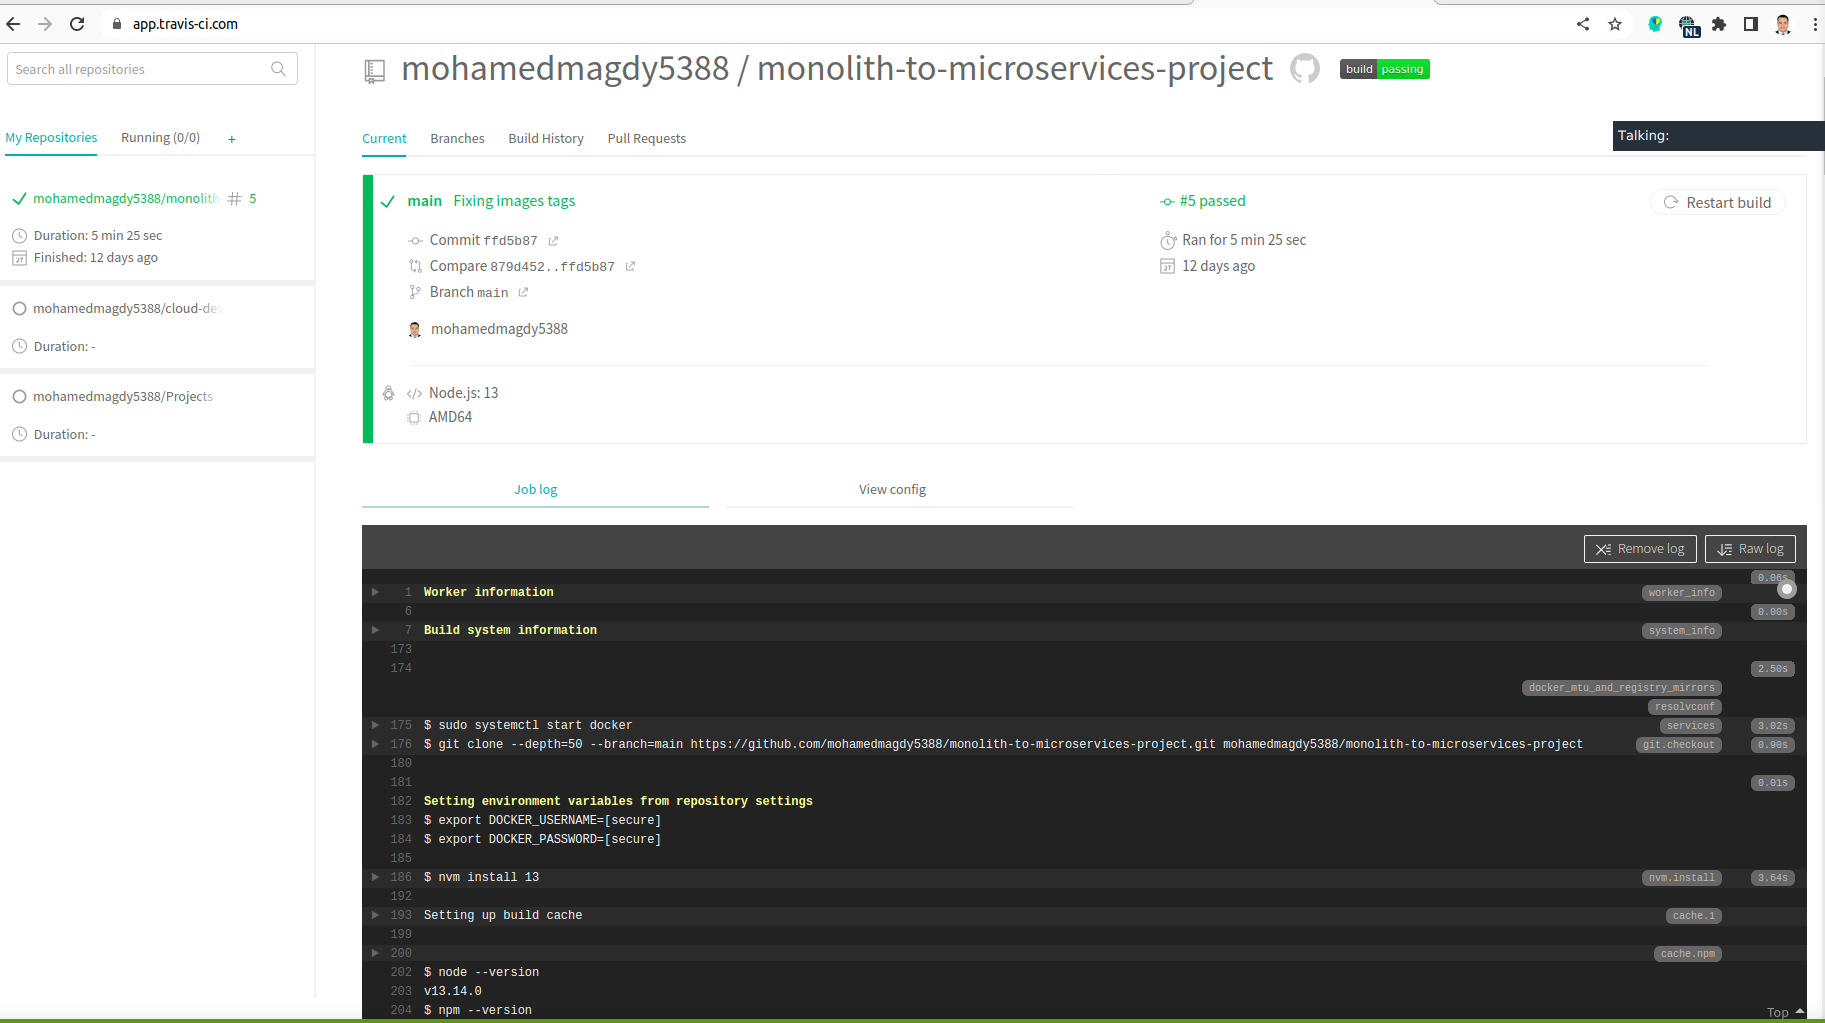 app.travis-ci.com
NL
Search all repositories
mohamedmagdy5388 / monolith-to-microservices-project
build passing
My Repositories
Running (0/0)
+
Current
Branches
Build History
Pull Requests
Talking:
mohamedmagdy5388/monolith # 5
Duration: 5 min 25 sec
Finished: 12 days ago
mohamedmagdy5388/cloud-dev
Duration: -
mohamedmagdy5388/Projects
Duration: -
main Fixing images tags
#5 passed
Restart build
Commit ffd5b87
Ran for 5 min 25 sec
Compare 879d452..ffd5b87
12 days ago
Branch main
mohamedmagdy5388
Node.js: 13
AMD64
Job log
View config
Remove log
Raw log
0.06s
1 Worker information worker_info
6 0.00s
7 Build system information system_info
173
174 2.50s
docker_mtu_and_registry_mirrors
resolvconf
175 $ sudo systemctl start docker services 3.02s
176 $ git clone --depth=50 --branch=main https://github.com/mohamedmagdy5388/monolith-to-microservices-project.git mohamedmagdy5388/monolith-to-microservices-project git.checkout 0.90s
180
181 0.01s
182 Setting environment variables from repository settings
183 $ export DOCKER_USERNAME=[secure]
184 $ export DOCKER_PASSWORD=[secure]
185
186 $ nvm install 13 nvm.install 3.64s
192
193 Setting up build cache cache.1
199
200 cache.npm
202 $ node --version
203 v13.14.0
204 $ npm --version
Top